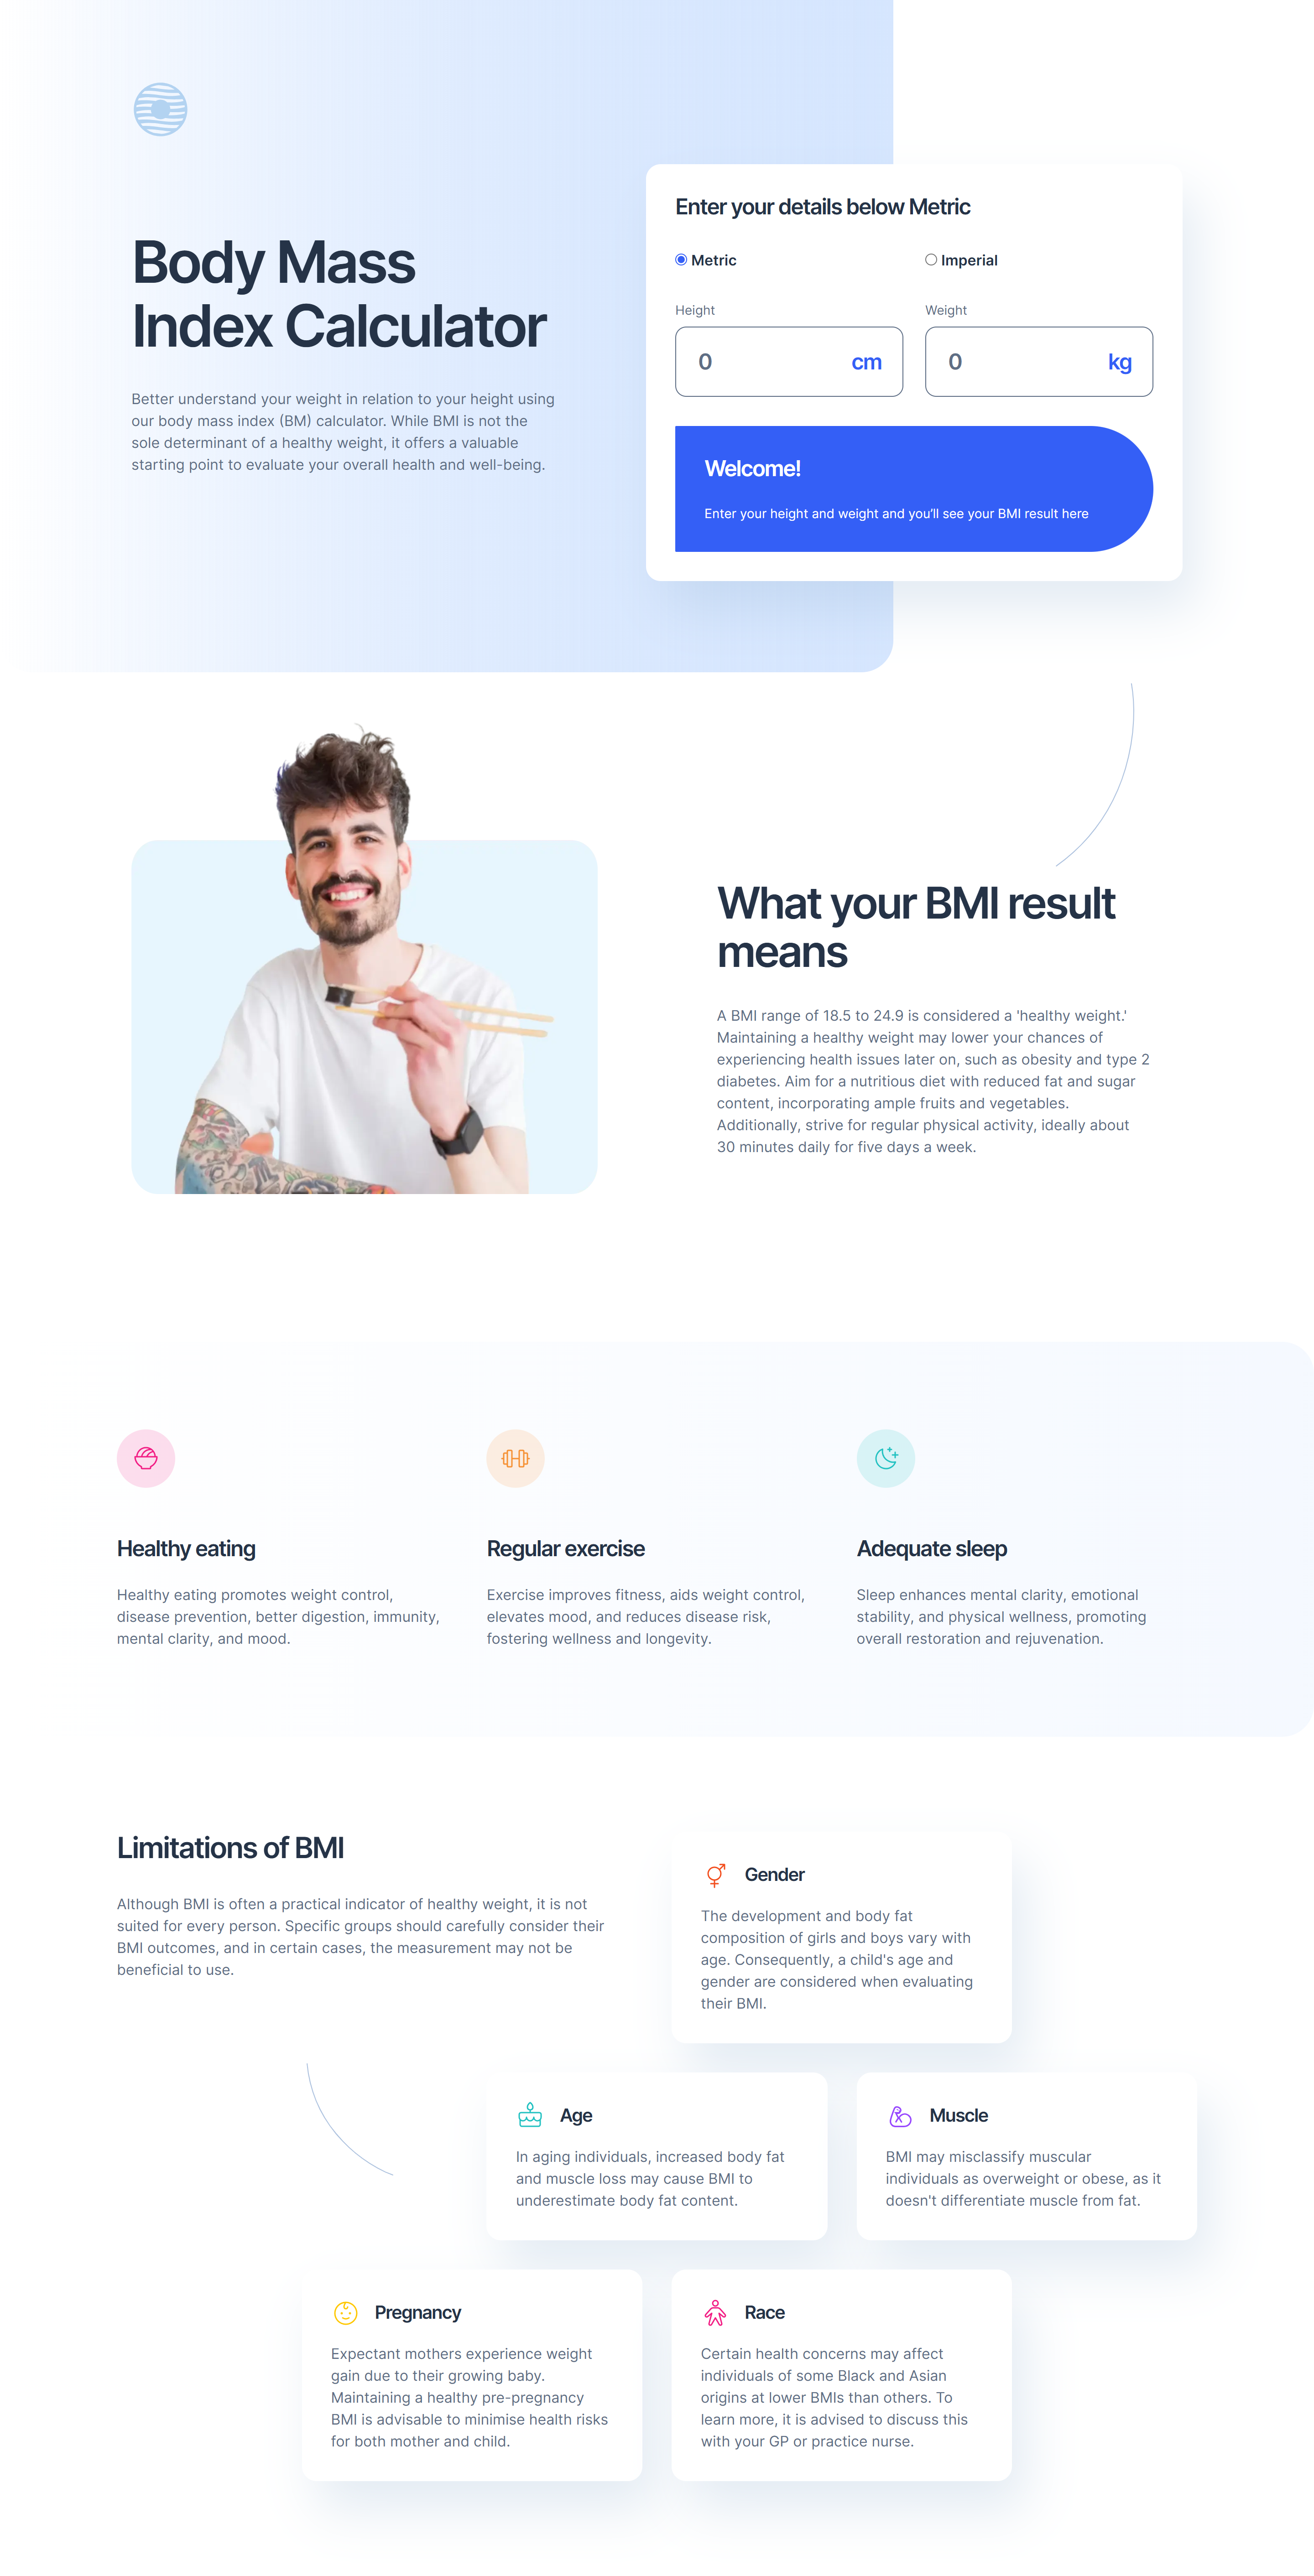 Body Mass
Index Calculator
Better understand your weight in relation to your height using
our body mass index (BM) calculator. While BMI is not the
sole determinant of a healthy weight, it offers a valuable
starting point to evaluate your overall health and well-being.
Enter your details below Metric
Metric
Imperial
Height
Weight
0 cm
0 kg
Welcome!
Enter your height and weight and you’ll see your BMI result here
What your BMI result
means
A BMI range of 18.5 to 24.9 is considered a 'healthy weight.'
Maintaining a healthy weight may lower your chances of
experiencing health issues later on, such as obesity and type 2
diabetes. Aim for a nutritious diet with reduced fat and sugar
content, incorporating ample fruits and vegetables.
Additionally, strive for regular physical activity, ideally about
30 minutes daily for five days a week.
Healthy eating
Healthy eating promotes weight control,
disease prevention, better digestion, immunity,
mental clarity, and mood.
Regular exercise
Exercise improves fitness, aids weight control,
elevates mood, and reduces disease risk,
fostering wellness and longevity.
Adequate sleep
Sleep enhances mental clarity, emotional
stability, and physical wellness, promoting
overall restoration and rejuvenation.
Limitations of BMI
Although BMI is often a practical indicator of healthy weight, it is not
suited for every person. Specific groups should carefully consider their
BMI outcomes, and in certain cases, the measurement may not be
beneficial to use.
Gender
The development and body fat
composition of girls and boys vary with
age. Consequently, a child's age and
gender are considered when evaluating
their BMI.
Age
In aging individuals, increased body fat
and muscle loss may cause BMI to
underestimate body fat content.
Muscle
BMI may misclassify muscular
individuals as overweight or obese, as it
doesn't differentiate muscle from fat.
Pregnancy
Expectant mothers experience weight
gain due to their growing baby.
Maintaining a healthy pre-pregnancy
BMI is advisable to minimise health risks
for both mother and child.
Race
Certain health concerns may affect
individuals of some Black and Asian
origins at lower BMIs than others. To
learn more, it is advised to discuss this
with your GP or practice nurse.